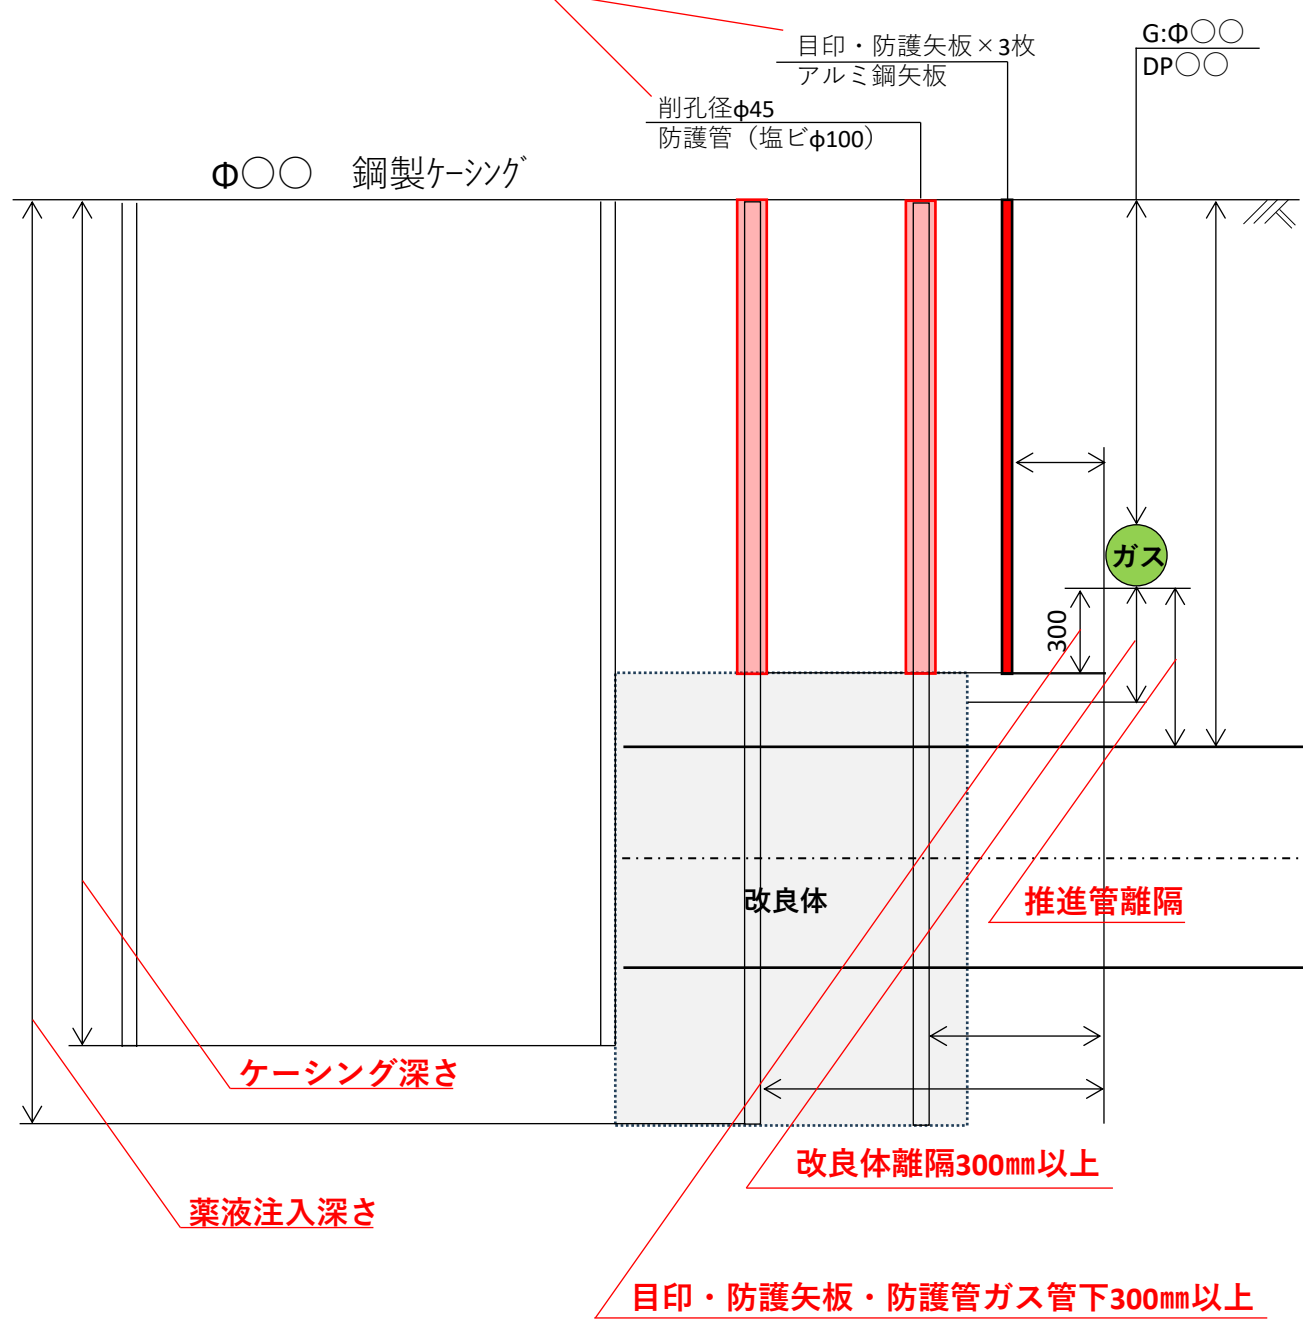 目印・防護矢板×3枚
アルミ鋼矢板
G:Φ○○
DP○○
削孔径φ45
防護管（塩ビφ100）
Φ○○　鋼製ｹｰｼﾝｸﾞ
ガス
300
改良体
推進管離隔
ケーシング深さ
改良体離隔300㎜以上
薬液注入深さ
目印・防護矢板・防護管ガス管下300㎜以上